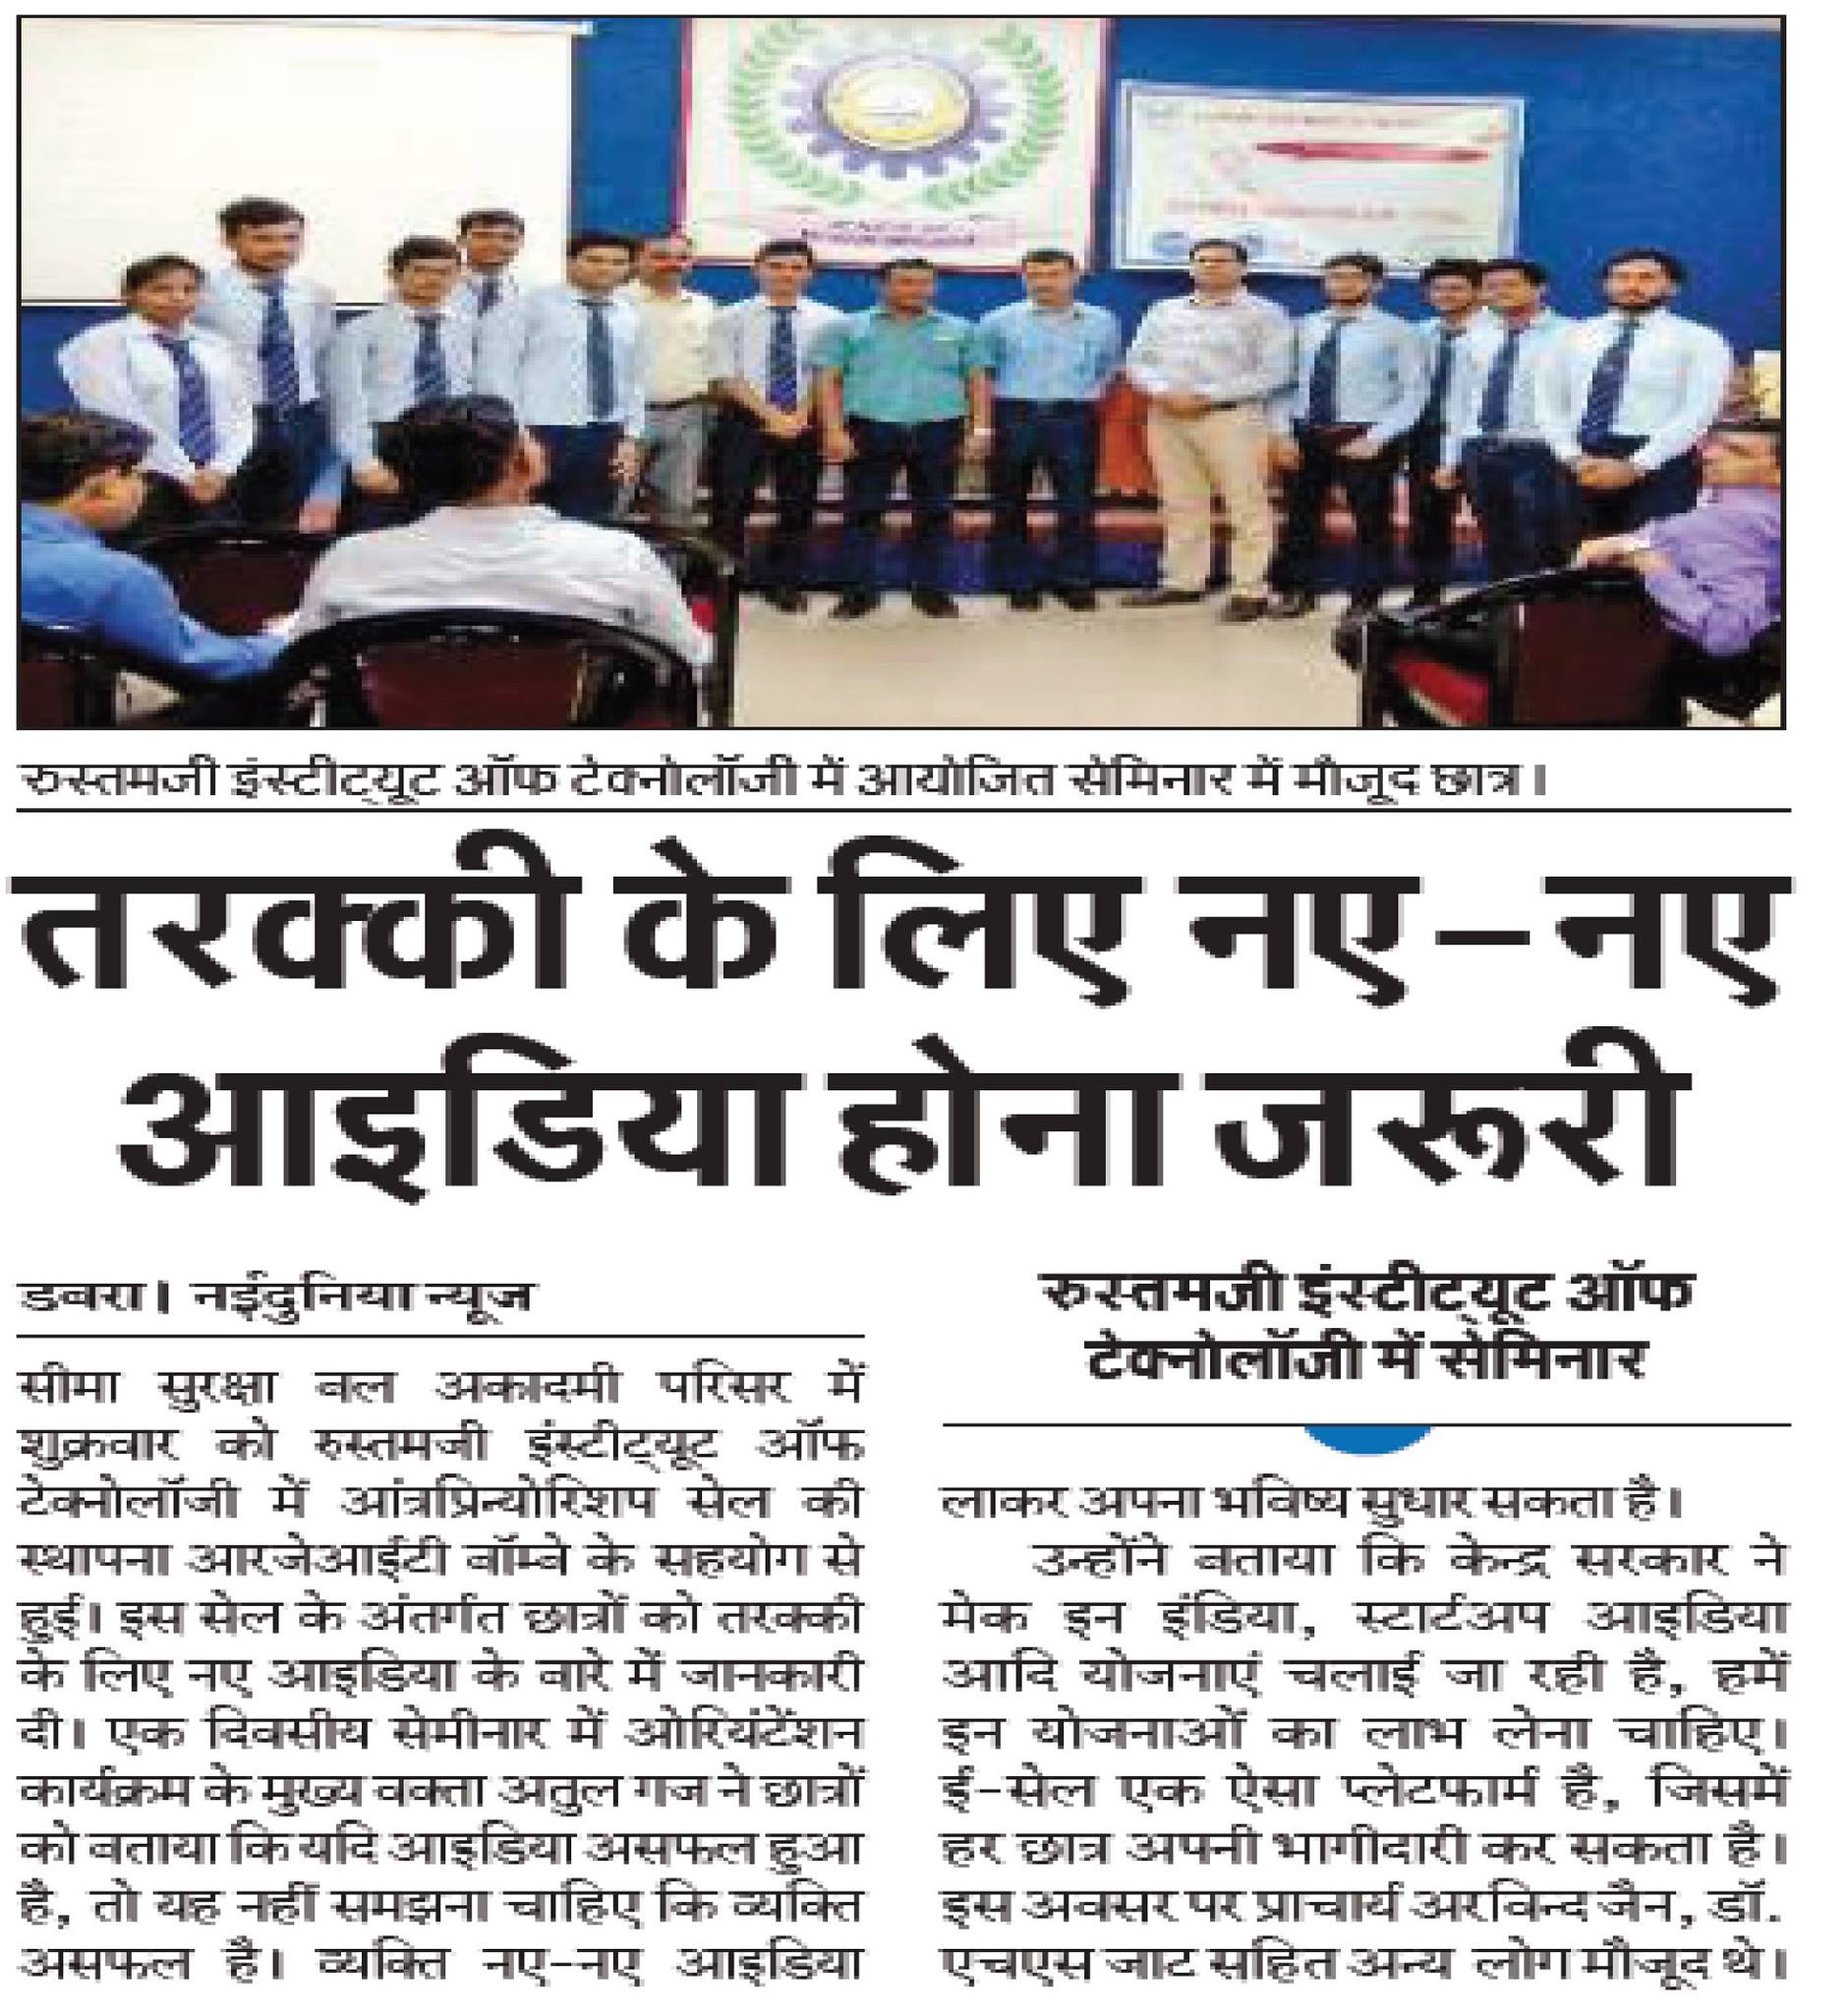 रुस्तमजी इंस्टीट्यूट ऑफ टेक्नोलॉजी में आयोजित सेमिनार में मौजूद छात्र।
तरक्की के लिए नए-नए
आइडिया होना जरूरी
डबरा। नईदुनिया न्यूज
सीमा सुरक्षा बल अकादमी परिसर में
शुक्रवार को रुस्तमजी इंस्टीट्यूट ऑफ
टेक्नोलॉजी में आंत्रप्रिन्योरिशप सेल की
स्थापना आरजेआईटी बॉम्बे के सहयोग से
हुई। इस सेल के अंतर्गत छात्रों को तरक्की
के लिए नए आइडिया के बारे में जानकारी
दी। एक दिवसीय सेमीनार में ओरियंटेंशन
कार्यक्रम के मुख्य वक्ता अतुल गज ने छात्रों
को बताया कि यदि आइडिया असफल हुआ
है, तो यह नहीं समझना चाहिए कि व्यक्ति
असफल है। व्यक्ति नए-नए आइडिया
रुस्तमजी इंस्टीट्यूट ऑफ
टेक्नोलॉजी में सेमिनार
लाकर अपना भविष्य सुधार सकता है।
उन्होंने बताया कि केन्द्र सरकार ने
मेक इन इंडिया, स्टार्टअप आइडिया
आदि योजनाएं चलाई जा रही है, हमें
इन योजनाओं का लाभ लेना चाहिए।
ई-सेल एक ऐसा प्लेटफार्म है, जिसमें
हर छात्र अपनी भागीदारी कर सकता है।
इस अवसर पर प्राचार्य अरविन्द जैन, डॉ.
एचएस जाट सहित अन्य लोग मौजूद थे।